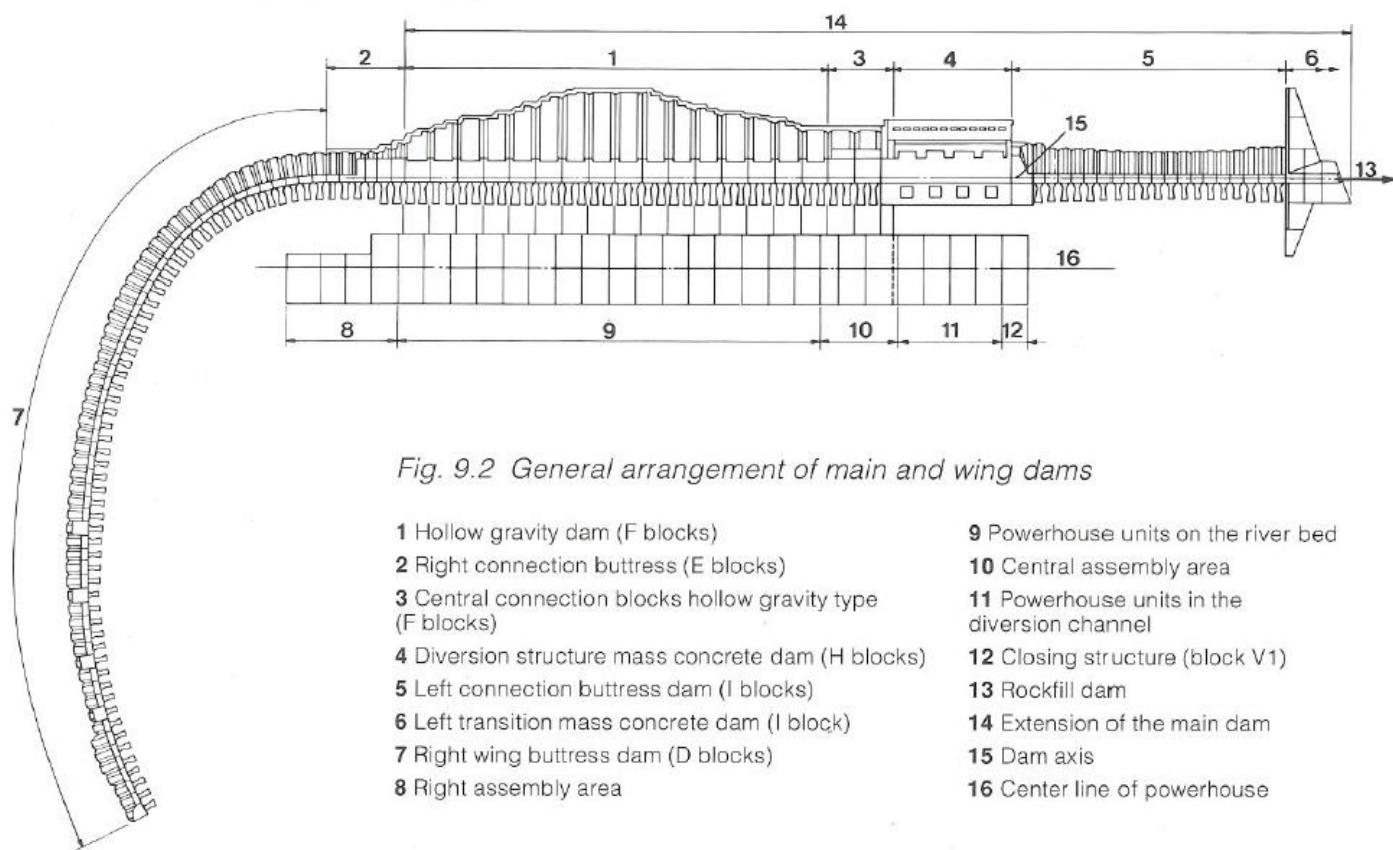 14
2
1
3
4
5
6
15
13
16
8
9
10
11
12
7
Fig. 9.2 General arrangement of main and wing dams
1 Hollow gravity dam (F blocks)
2 Right connection buttress (E blocks)
3 Central connection blocks hollow gravity type
(F blocks)
4 Diversion structure mass concrete dam (H blocks)
5 Left connection buttress dam (I blocks)
6 Left transition mass concrete dam (I block)
7 Right wing buttress dam (D blocks)
8 Right assembly area
9 Powerhouse units on the river bed
10 Central assembly area
11 Powerhouse units in the
diversion channel
12 Closing structure (block V1)
13 Rockfill dam
14 Extension of the main dam
15 Dam axis
16 Center line of powerhouse